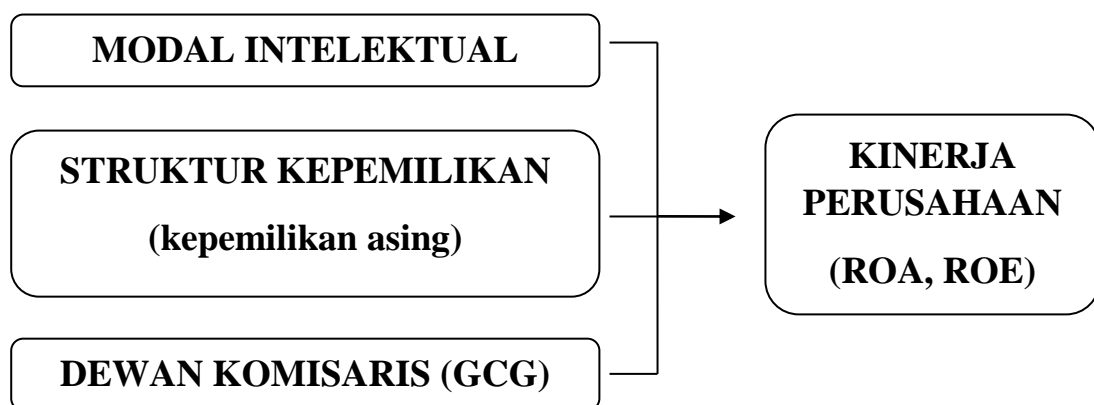 MODAL INTELEKTUAL
STRUKTUR KEPEMILIKAN
(kepemilikan asing)
DEWAN KOMISARIS (GCG)
KINERJA
PERUSAHAAN
(ROA, ROE)